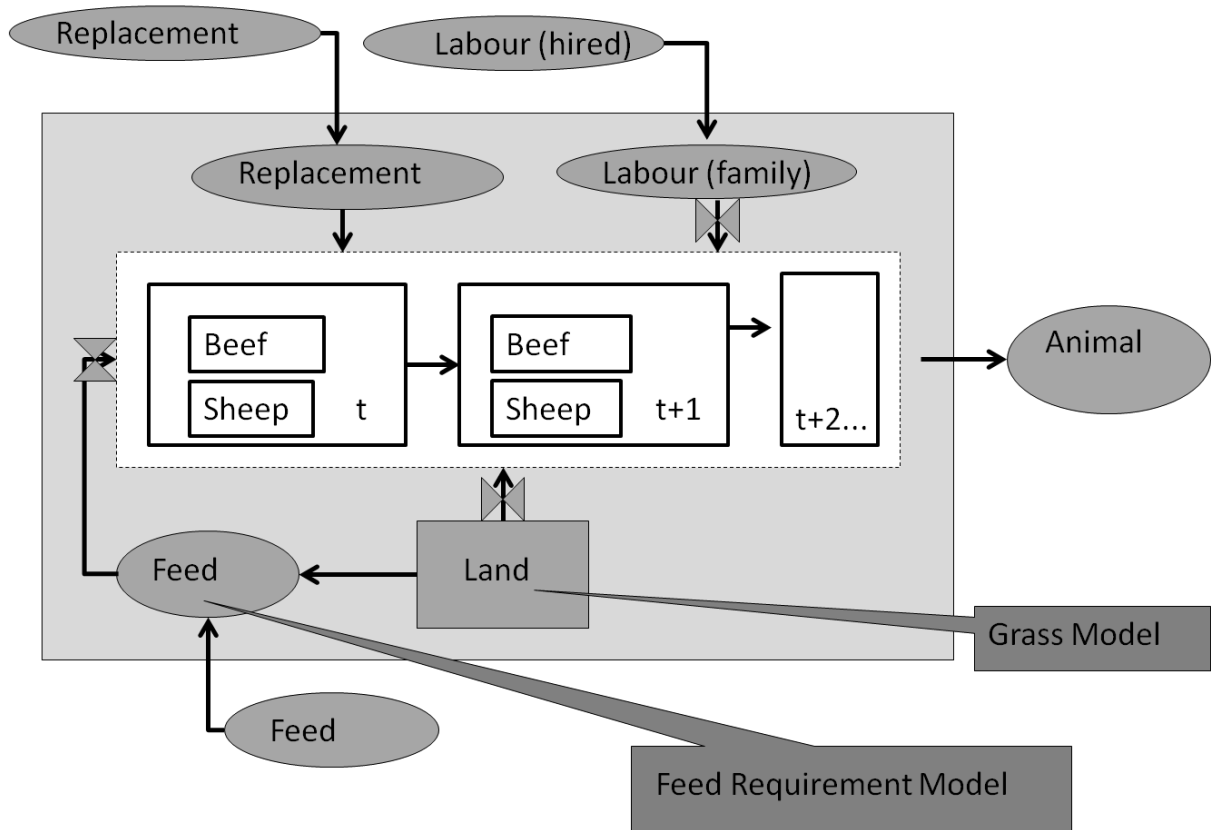 Replacement
Labour (hired)
Replacement
Labour (family)
Beef
Sheep
t
Beef
Sheep
t+1
t+2...
Animal
Feed
Land
Grass Model
Feed
Feed Requirement Model